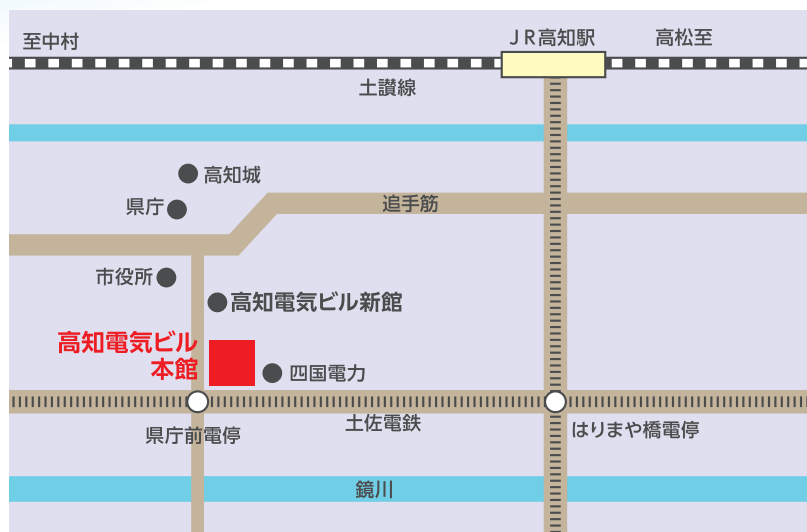 至中村
JR高知駅
高松至
土讃線
高知城
県庁
追手筋
市役所
高知電気ビル新館
高知電気ビル
本館
四国電力
土佐電鉄
県庁前電停
はりまや橋電停
鏡川